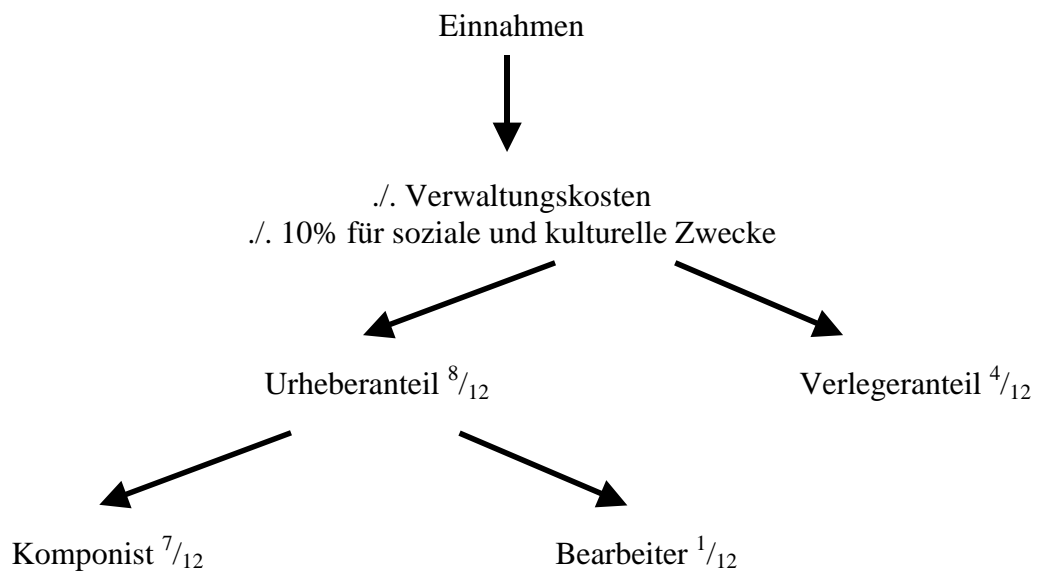 Einnahmen
./. Verwaltungskosten
./. 10% für soziale und kulturelle Zwecke
Urheberanteil 8/12
Verlegeranteil 4/12
Komponist 7/12
Bearbeiter 1/12